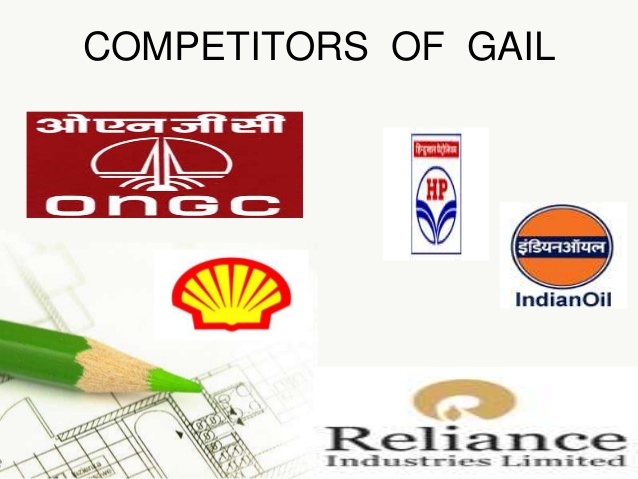 COMPETITORS OF GAIL
ओएनजीसी
ONGC
हिन्दुस्तान पेट्रोलियम
HP
इंडियनऑयल
IndianOil
Reliance
Industries Limited